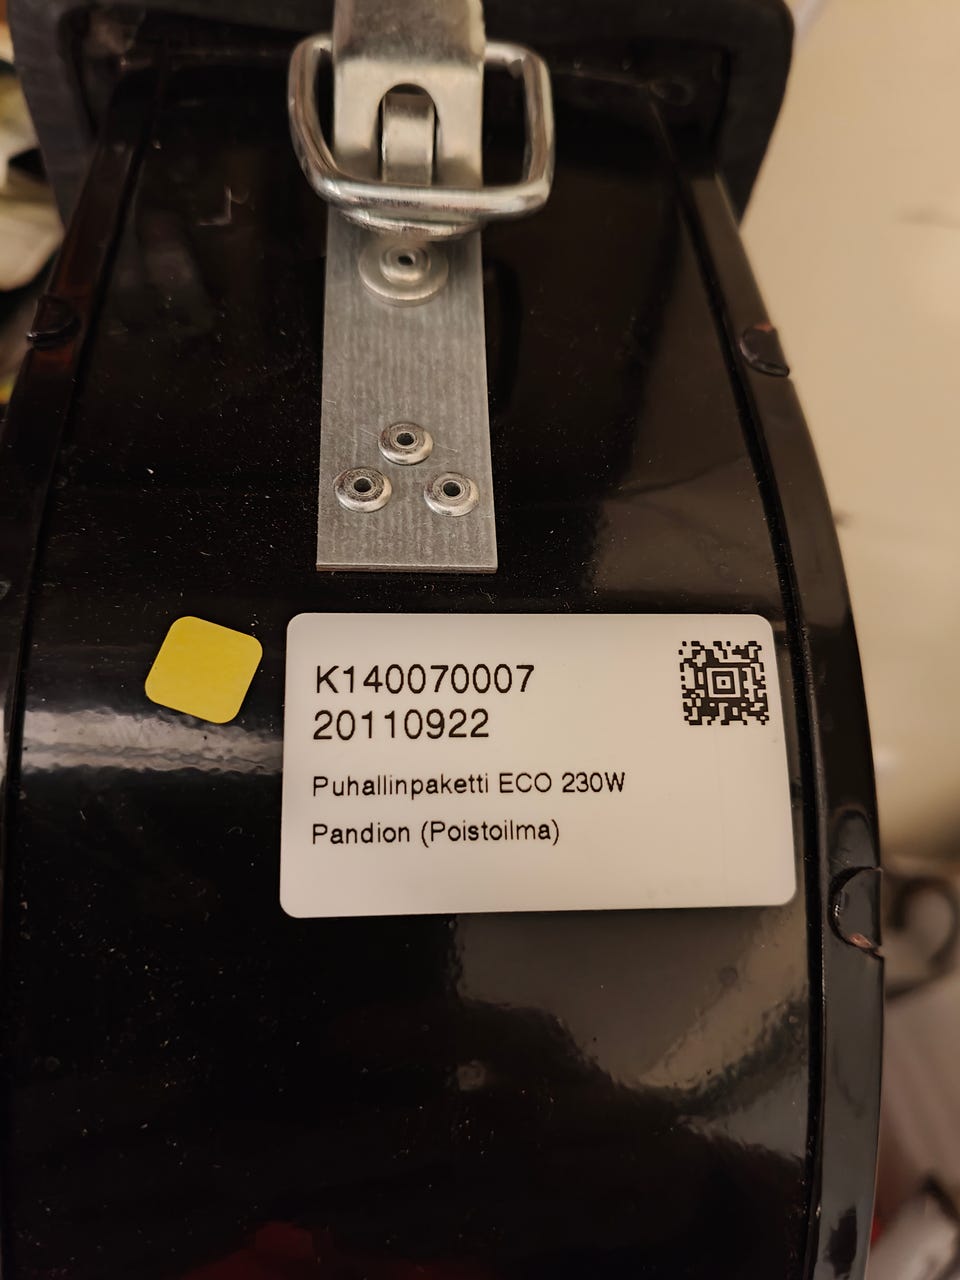 K140070007
20110922
Puhallinpaketti ECO 230W
Pandion (Poistoilma)